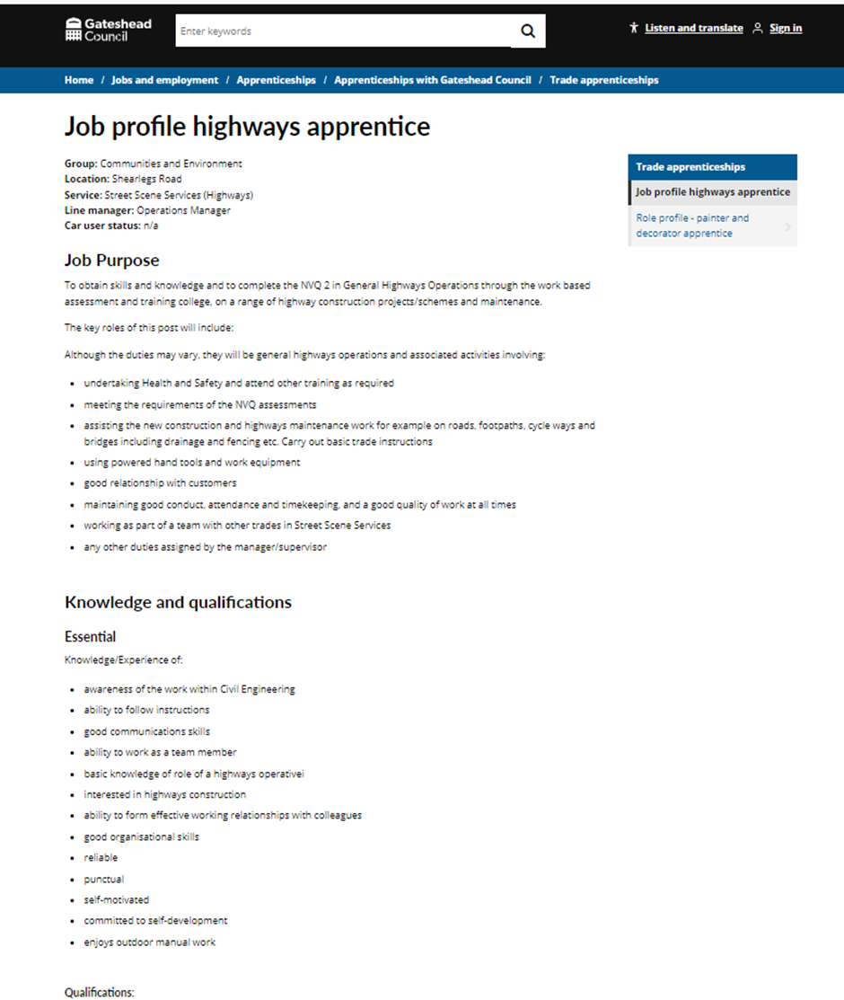 Gateshead
Council
Enter keywords
Listen and translate
Sign in
Home / Jobs and employment / Apprenticeships / Apprenticeships with Gateshead Council / Trade apprenticeships
Job profile highways apprentice
Group: Communities and Environment
Location: Shearlegs Road
Service: Street Scene Services (Highways)
Line manager: Operations Manager
Car user status: n/a
Trade apprenticeships
Job profile highways apprentice
Role profile - painter and
decorator apprentice
Job Purpose
To obtain skills and knowledge and to complete the NVQ 2 in General Highways Operations through the work based
assessment and training college, on a range of highway construction projects/schemes and maintenance.
The key roles of this post will include:
Although the duties may vary, they will be general highways operations and associated activities involving:
• undertaking Health and Safety and attend other training as required
• meeting the requirements of the NVQ assessments
• assisting the new construction and highways maintenance work for example on roads, footpaths, cycle ways and
bridges including drainage and fencing etc. Carry out basic trade instructions
• using powered hand tools and work equipment
• good relationship with customers
• maintaining good conduct, attendance and timekeeping, and a good quality of work at all times
• working as part of a team with other trades in Street Scene Services
• any other duties assigned by the manager/supervisor
Knowledge and qualifications
Essential
Knowledge/Experience of:
• awareness of the work within Civil Engineering
• ability to follow instructions
• good communications skills
• ability to work as a team member
• basic knowledge of role of a highways operativei
• interested in highways construction
• ability to form effective working relationships with colleagues
• good organisational skills
• reliable
• punctual
• self-motivated
• committed to self-development
• enjoys outdoor manual work
Qualifications: